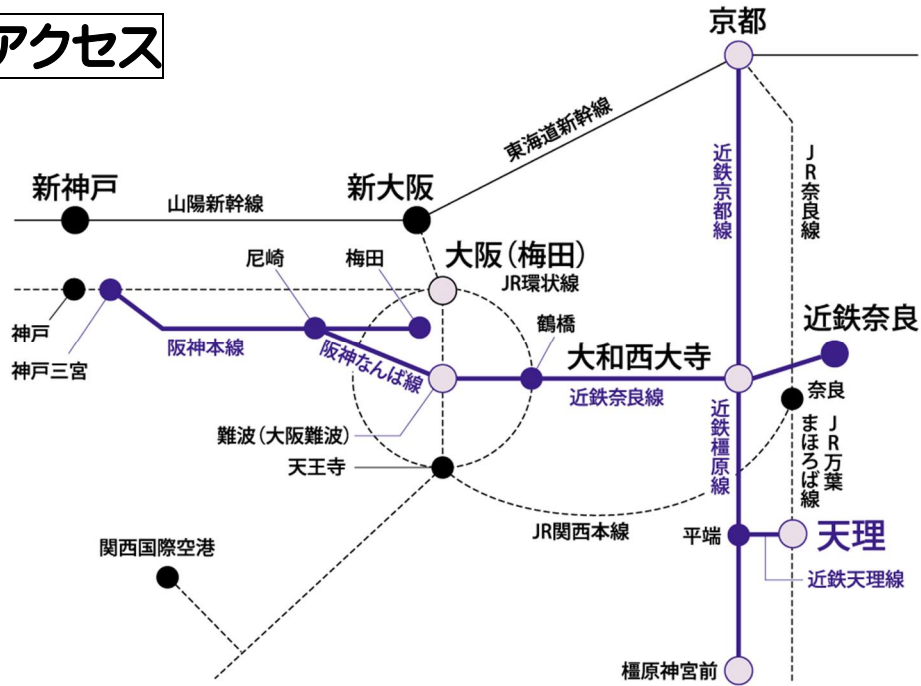 アクセス
京都
東海道新幹線
近鉄京都線
JR奈良線
新神戸
山陽新幹線
新大阪
尼崎
梅田
大阪（梅田）
JR環状線
鶴橋
近鉄奈良
神戸
神戸三宮
阪神本線
阪神なんば線
大和西大寺
近鉄奈良線
奈良
難波（大阪難波）
天王寺
近鉄橿原線
JR万葉
まほろば線
JR関西本線
関西国際空港
平端
天理
近鉄天理線
橿原神宮前